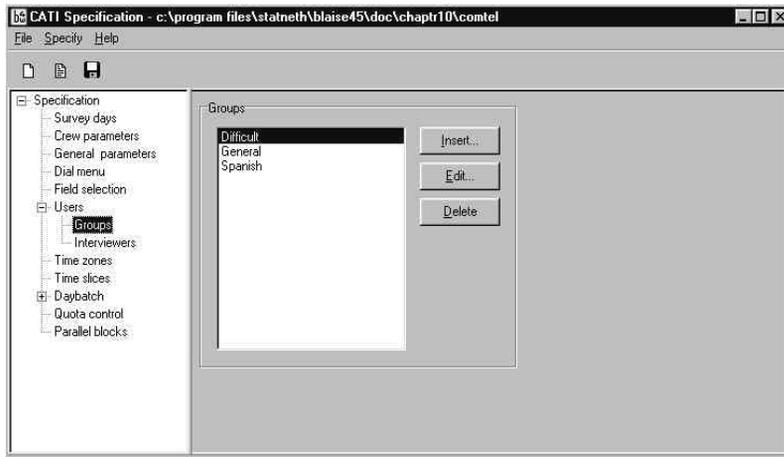 CATI Specification - c:\program files\statneth\blaise45\doc\chaptr10\comtel
File Specify Help
Specification
Survey days
Crew parameters
General parameters
Dial menu
Field selection
Users
Groups
Interviewers
Time zones
Time slices
Daybatch
Quota control
Parallel blocks
Groups
Difficult
General
Spanish
Insert...
Edit...
Delete